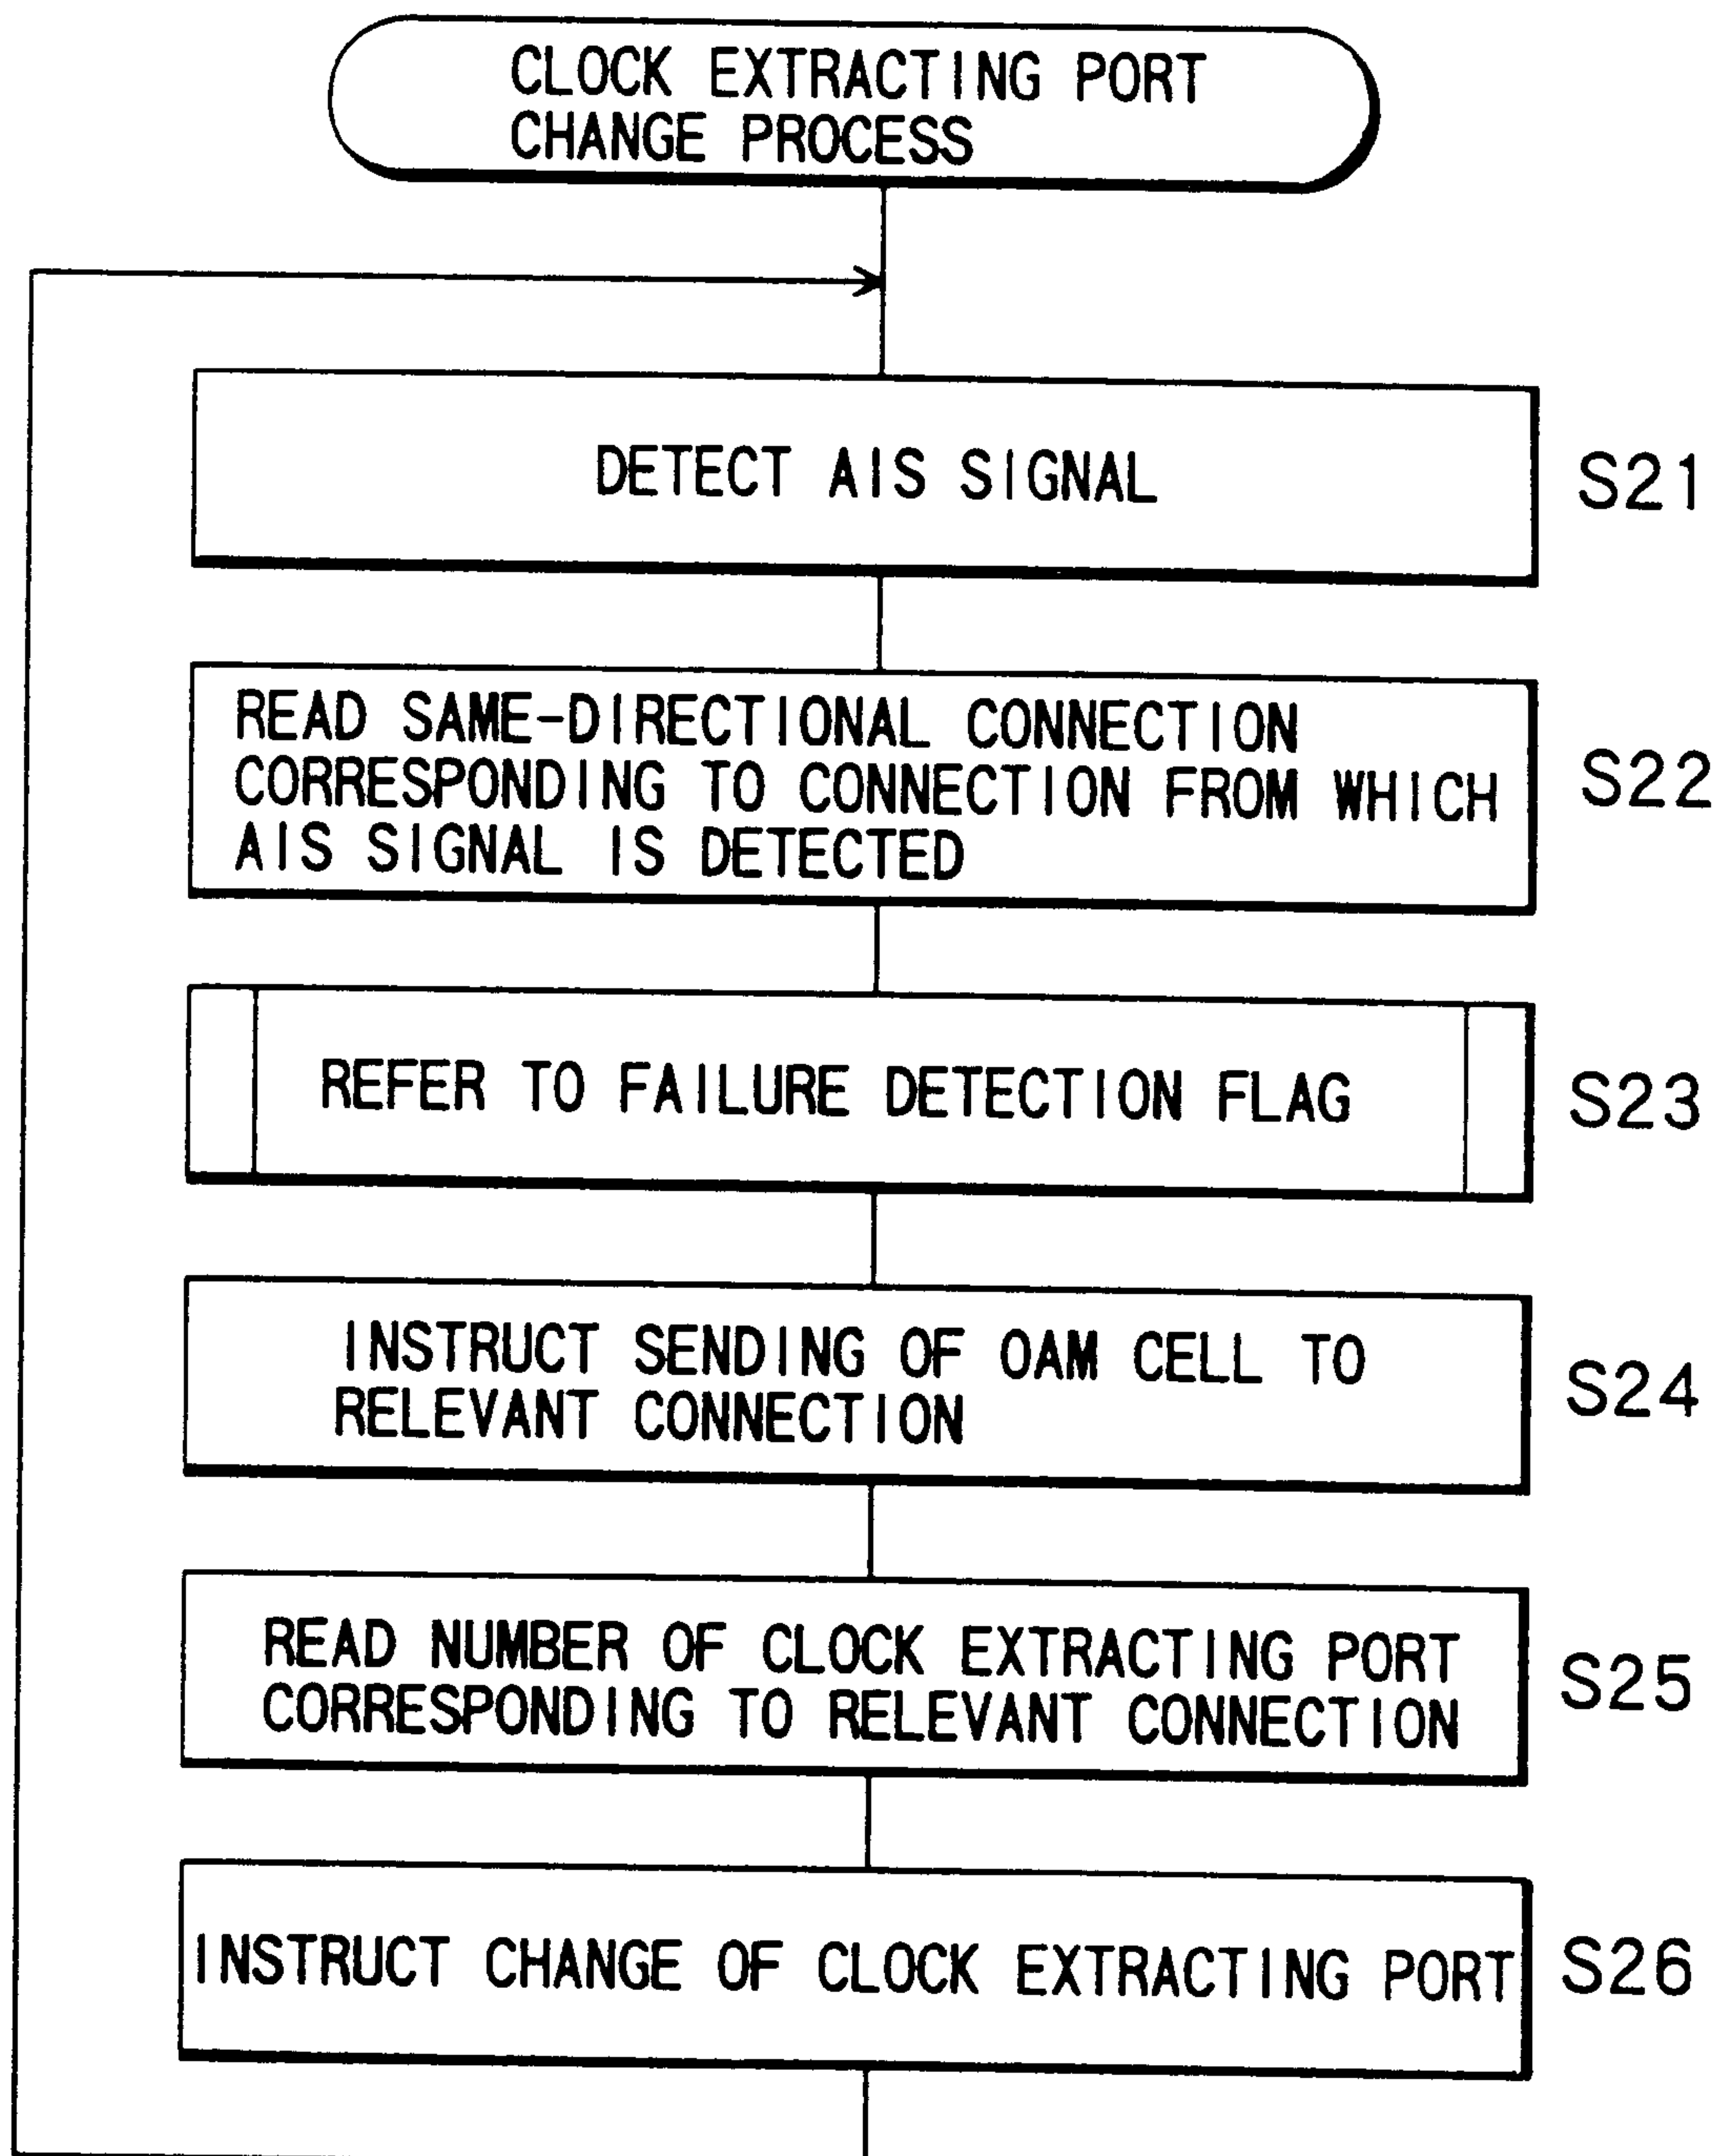 CLOCK EXTRACTING PORT
CHANGE PROCESS
DETECT AIS SIGNAL
S21
READ SAME-DIRECTIONAL CONNECTION
CORRESPONDING TO CONNECTION FROM WHICH
AIS SIGNAL IS DETECTED
S22
REFER TO FAILURE DETECTION FLAG
S23
INSTRUCT SENDING OF OAM CELL TO
RELEVANT CONNECTION
S24
READ NUMBER OF CLOCK EXTRACTING PORT
CORRESPONDING TO RELEVANT CONNECTION
S25
INSTRUCT CHANGE OF CLOCK EXTRACTING PORT
S26